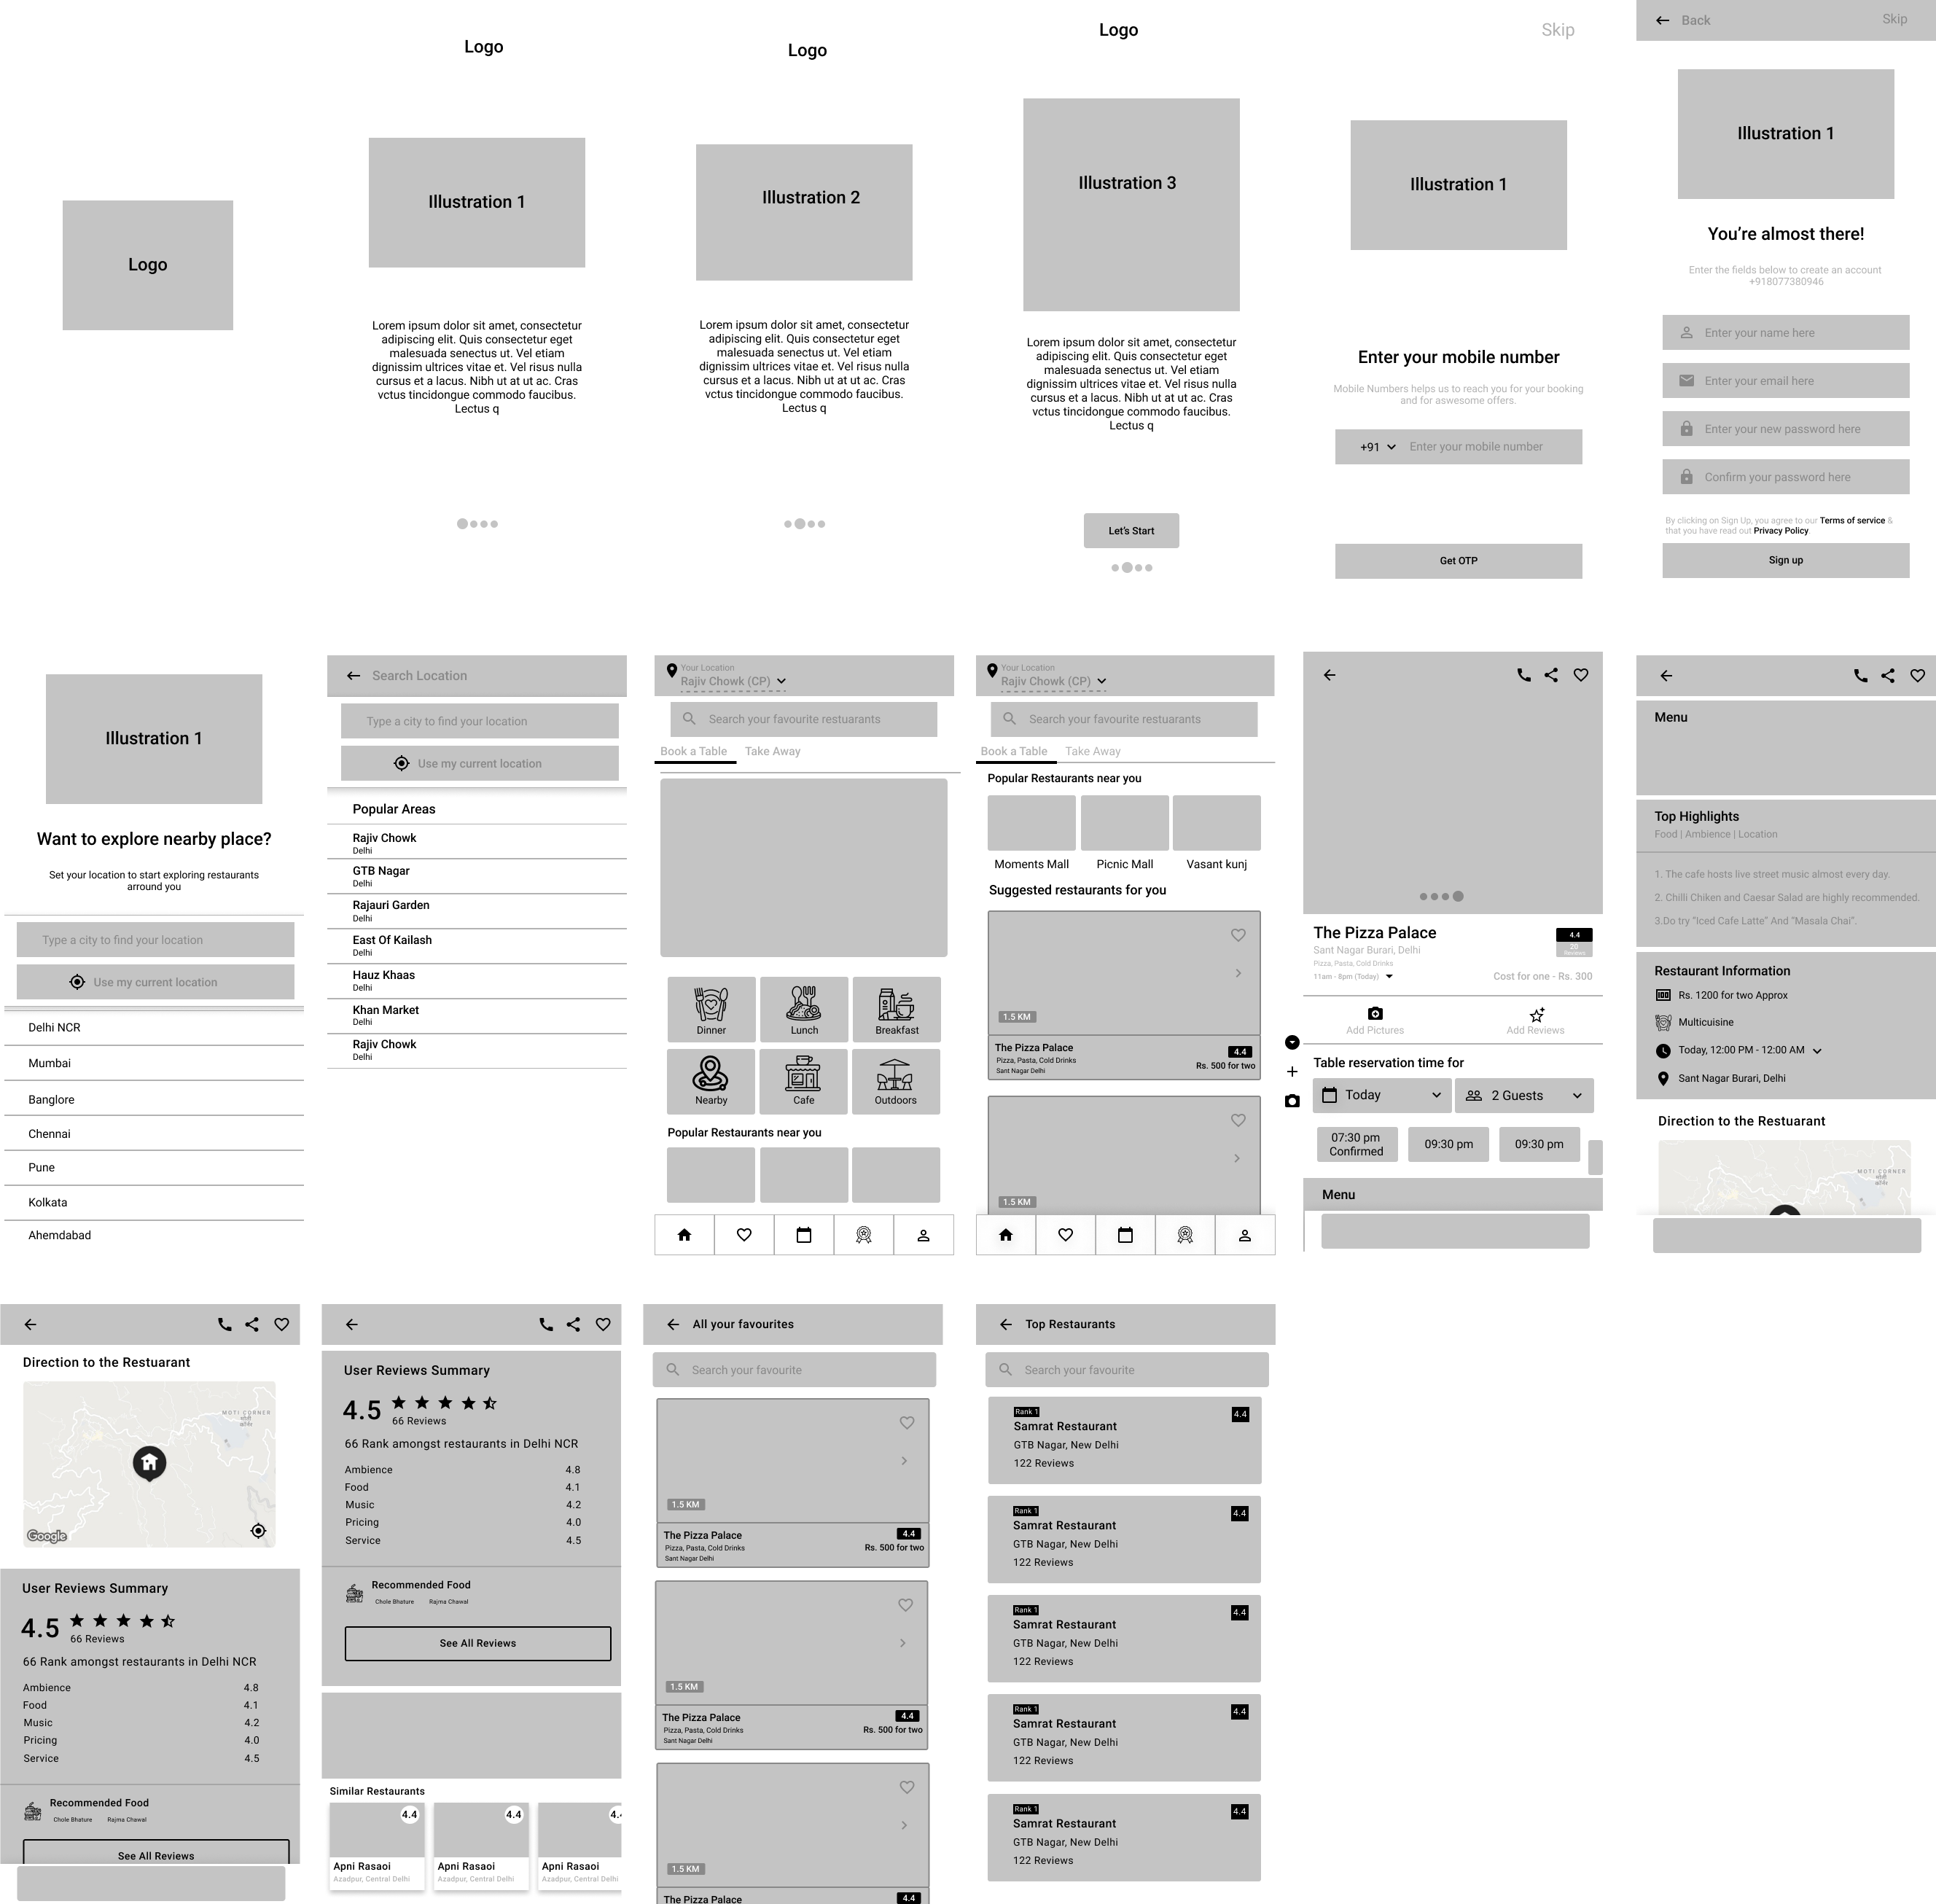 Logo
Logo
Illustration 1
Lorem ipsum dolor sit amet, consectetur
adipiscing elit. Quis consectetur eget
malesuada senectus ut. Vel etiam
dignissim ultrices vitae et. Vel risus nulla
cursus et a lacus. Nibh ut at ut ac. Cras
vctus tincidongue commodo faucibus.
Lectus q
Logo
Illustration 2
Lorem ipsum dolor sit amet, consectetur
adipiscing elit. Quis consectetur eget
malesuada senectus ut. Vel etiam
dignissim ultrices vitae et. Vel risus nulla
cursus et a lacus. Nibh ut at ut ac. Cras
vctus tincidongue commodo faucibus.
Lectus q
Logo
Illustration 3
Lorem ipsum dolor sit amet, consectetur
adipiscing elit. Quis consectetur eget
malesuada senectus ut. Vel etiam
dignissim ultrices vitae et. Vel risus nulla
cursus et a lacus. Nibh ut at ut ac. Cras
vctus tincidongue commodo faucibus.
Lectus q
Let's Start
Skip
Illustration 1
Enter your mobile number
Mobile Numbers helps us to reach you for your booking
and for aswesome offers.
+91 Enter your mobile number
Get OTP
Back Skip
Illustration 1
You're almost there!
Enter the fields below to create an account
+918077380946
Enter your name here
Enter your email here
Enter your new password here
Confirm your password here
By clicking on Sign Up, you agree to our Terms of service &
that you have read out Privacy Policy.
Sign up
Illustration 1
Want to explore nearby place?
Set your location to start exploring restaurants
arround you
Type a city to find your location
Use my current location
Delhi NCR
Mumbai
Banglore
Chennai
Pune
Kolkata
Ahemdabad
Search Location
Type a city to find your location
Use my current location
Popular Areas
Rajiv Chowk
Delhi
GTB Nagar
Delhi
Rajauri Garden
Delhi
East Of Kailash
Delhi
Hauz Khaas
Delhi
Khan Market
Delhi
Rajiv Chowk
Delhi
Your Location
Rajiv Chowk (CP)
Search your favourite restuarants
Book a Table Take Away
Dinner Lunch Breakfast
Nearby Cafe Outdoors
Popular Restaurants near you
Your Location
Rajiv Chowk (CP)
Search your favourite restuarants
Book a Table Take Away
Popular Restaurants near you
Moments Mall Picnic Mall Vasant kunj
Suggested restaurants for you
1.5 KM
The Pizza Palace 4.4
Pizza, Pasta, Cold Drinks Rs. 500 for two
Sant Nagar Delhi
1.5 KM
The Pizza Palace 4.4
Sant Nagar Burari, Delhi 20
Reviews
Pizza, Pasta, Cold Drinks
11am - 8pm (Today) Cost for one - Rs. 300
Add Pictures Add Reviews
Table reservation time for
Today 2 Guests
07:30 pm
Confirmed 09:30 pm 09:30 pm
Menu
Menu
Top Highlights
Food | Ambience | Location
1. The cafe hosts live street music almost every day.
2. Chilli Chiken and Caesar Salad are highly recommended.
3.Do try “Iced Cafe Latte” And “Masala Chai”.
Restaurant Information
Rs. 1200 for two Approx
Multicuisine
Today, 12:00 PM - 12:00 AM
Sant Nagar Burari, Delhi
Direction to the Restuarant
MOTI CORNER
मोती
कॉर्नर
Direction to the Restuarant
MOTI CORNER
मोती
कॉर्नर
Google
User Reviews Summary
4.5
66 Reviews
66 Rank amongst restaurants in Delhi NCR
Ambience 4.8
Food 4.1
Music 4.2
Pricing 4.0
Service 4.5
Recommended Food
Chole Bhature Rajma Chawal
See All Reviews
User Reviews Summary
4.5
66 Reviews
66 Rank amongst restaurants in Delhi NCR
Ambience 4.8
Food 4.1
Music 4.2
Pricing 4.0
Service 4.5
Recommended Food
Chole Bhature Rajma Chawal
See All Reviews
Similar Restaurants
4.4 4.4 4.4
Apni Rasaoi Apni Rasaoi Apni Rasaoi
Azadpur, Central Delhi Azadpur, Central Delhi Azadpur, Central Delhi
All your favourites
Search your favourite
1.5 KM
The Pizza Palace 4.4
Pizza, Pasta, Cold Drinks Rs. 500 for two
Sant Nagar Delhi
1.5 KM
The Pizza Palace 4.4
Pizza, Pasta, Cold Drinks Rs. 500 for two
Sant Nagar Delhi
1.5 KM
The Pizza Palace 4.4
Top Restaurants
Search your favourite
Rank 1 4.4
Samrat Restaurant
GTB Nagar, New Delhi
122 Reviews
Rank 1 4.4
Samrat Restaurant
GTB Nagar, New Delhi
122 Reviews
Rank 1 4.4
Samrat Restaurant
GTB Nagar, New Delhi
122 Reviews
Rank 1 4.4
Samrat Restaurant
GTB Nagar, New Delhi
122 Reviews
Rank 1 4.4
Samrat Restaurant
GTB Nagar, New Delhi
122 Reviews